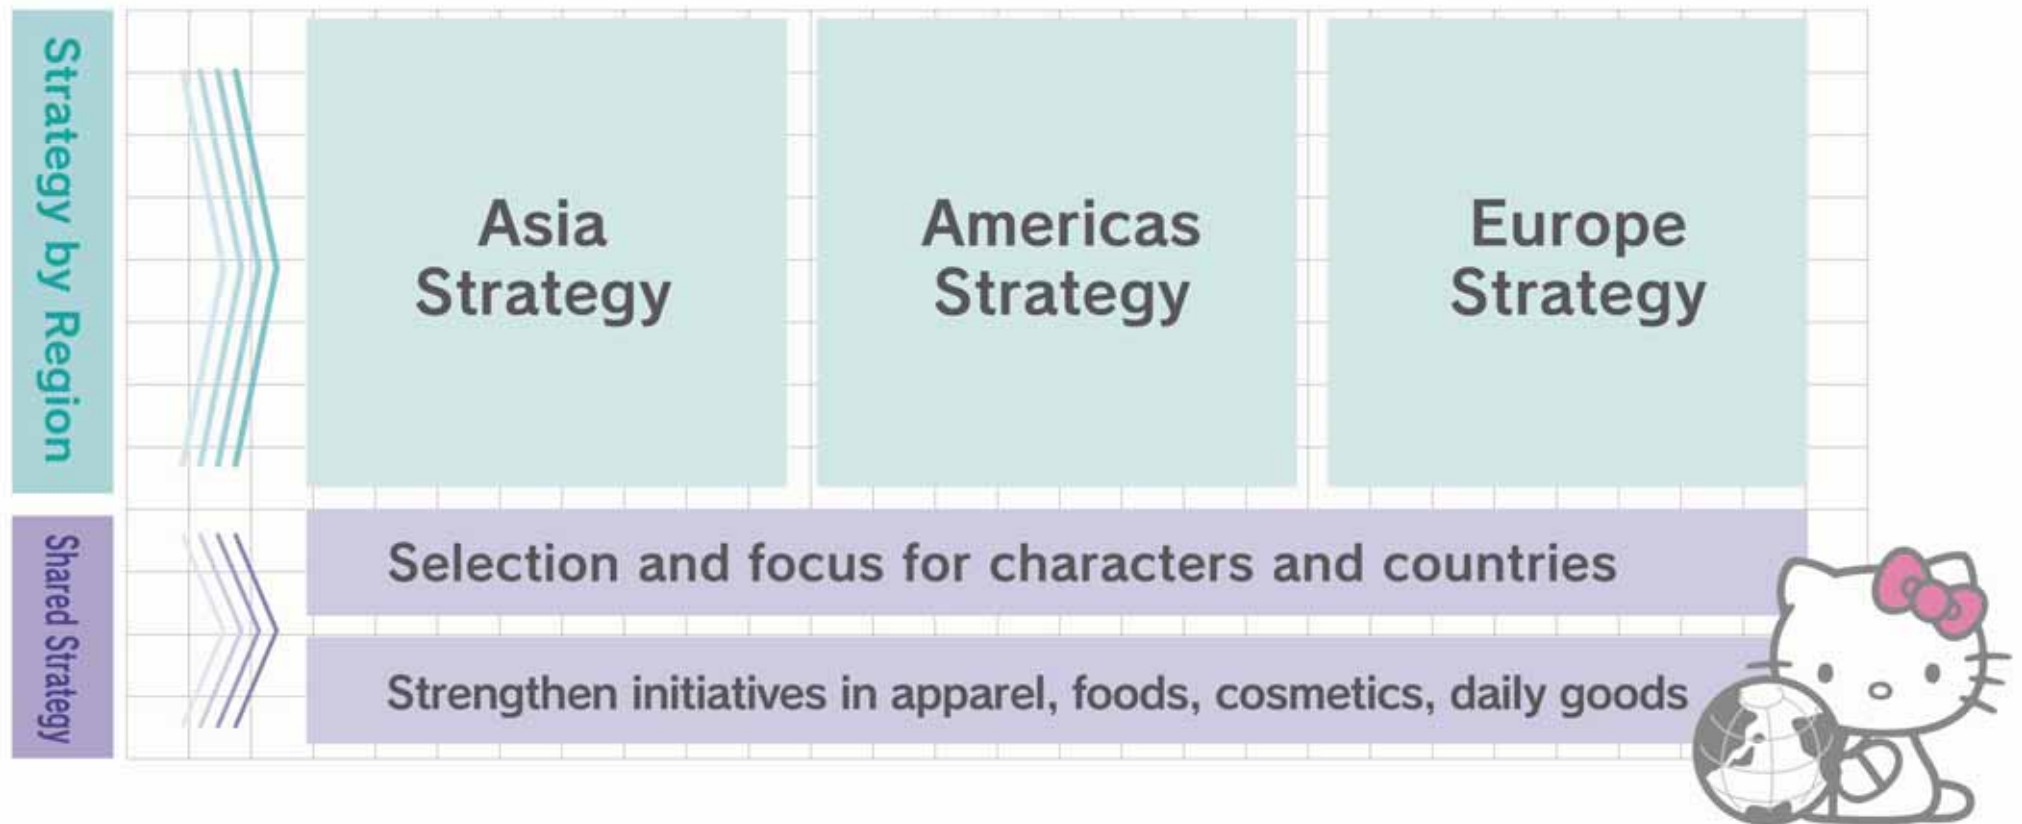 Strategy by Region
Asia
Strategy
Americas
Strategy
Europe
Strategy
Shared Strategy
Selection and focus for characters and countries
Strengthen initiatives in apparel, foods, cosmetics, daily goods